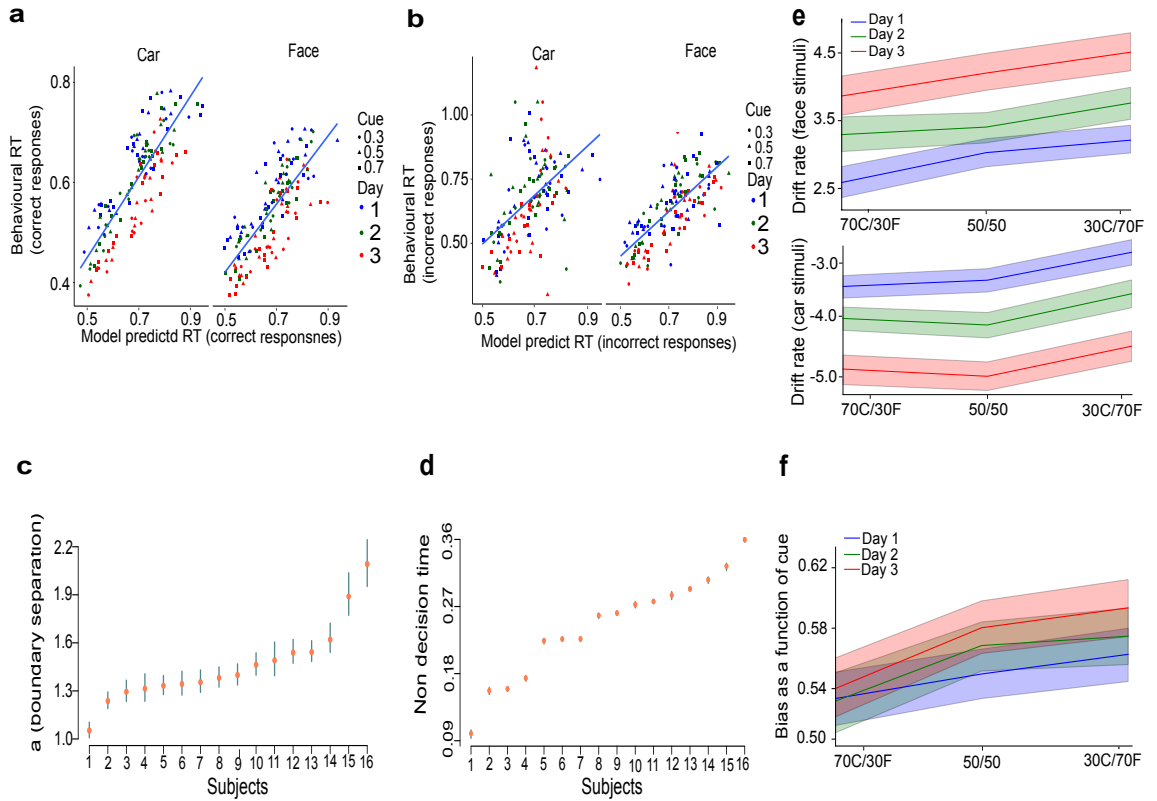 a
Car
Face
0.8
0.6
0.4
Behavioural RT
(correct responses)
0.5
0.7
0.9
0.5
0.7
0.9
Model predictd RT (correct responsnes)
Cue
0.3
0.5
0.7
Day
1
2
3
b
Car
Face
1.00
0.75
0.50
Behavioural RT
(incorrect responses)
0.5
0.7
0.9
0.5
0.7
0.9
Model predict RT (incorrect responses)
Cue
0.3
0.5
0.7
Day
1
2
3
e
Day 1
Day 2
Day 3
4.5
3.5
2.5
Drift rate (face stimuli)
70C/30F
50/50
30C/70F
-3.0
-4.0
-5.0
Drift rate (car stimuli)
70C/30F
50/50
30C/70F
c
a (boundary separation)
2.2
1.9
1.6
1.3
1.0
1 2 3 4 5 6 7 8 9 10 11 12 13 14 15 16
Subjects
d
Non decision time
0.36
0.27
0.18
0.09
1 2 3 4 5 6 7 8 9 10 11 12 13 14 15 16
Subjects
f
Day 1
Day 2
Day 3
Bias as a function of cue
0.62
0.58
0.54
0.50
70C/30F
50/50
30C/70F